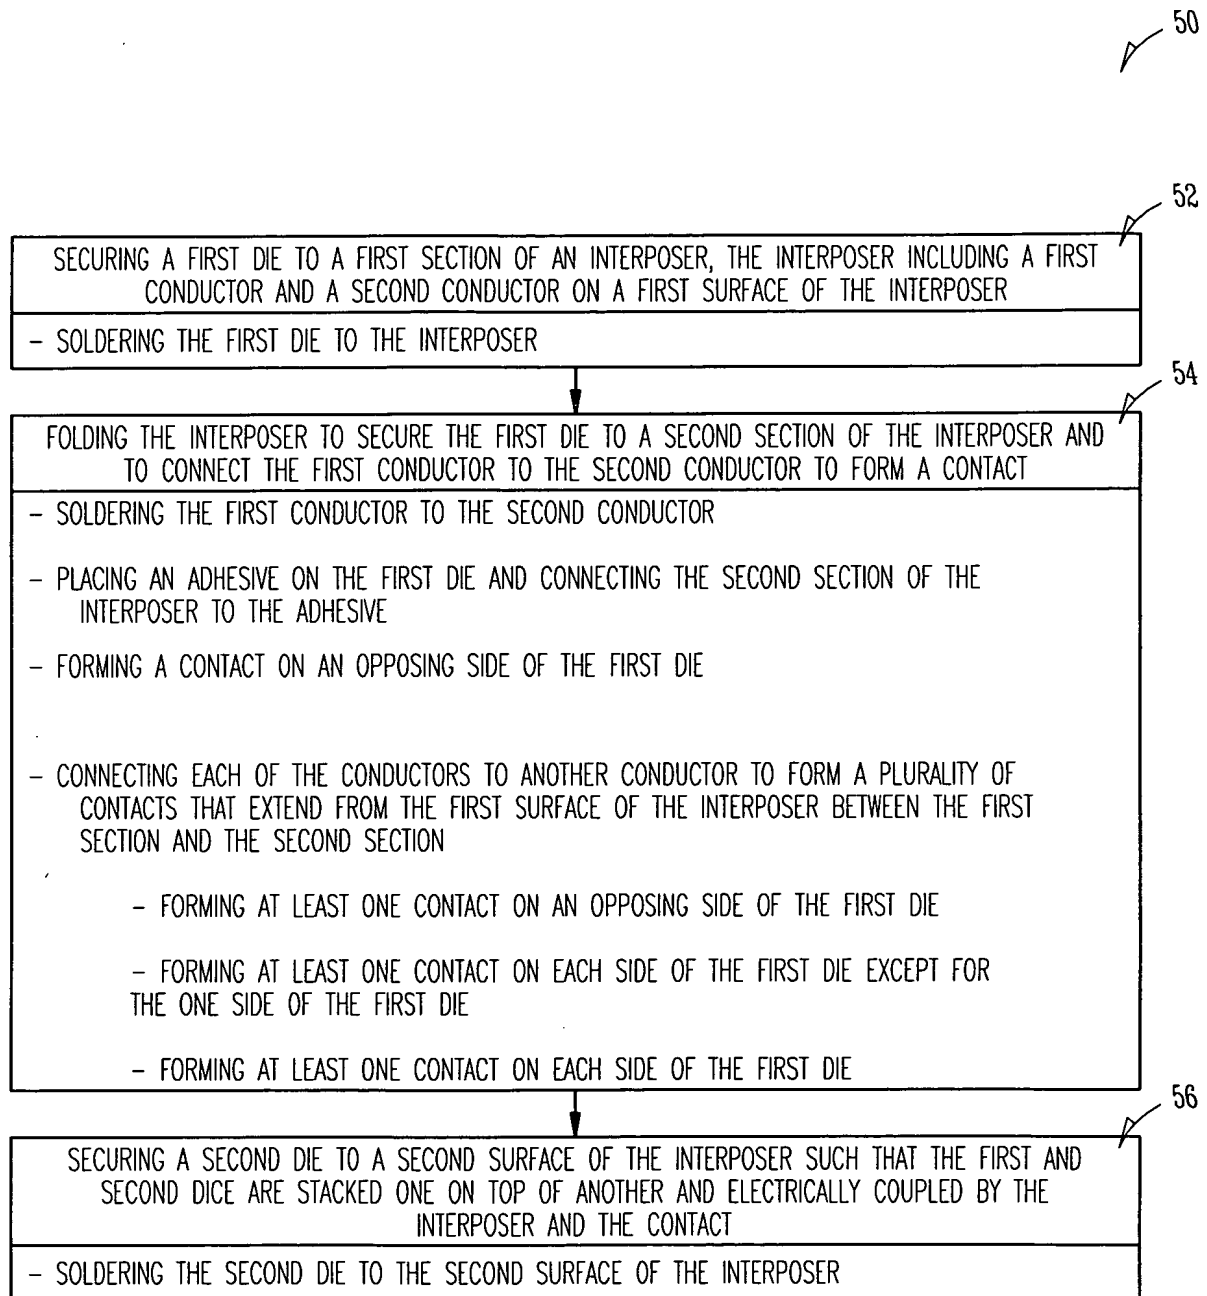 50
52
SECURING A FIRST DIE TO A FIRST SECTION OF AN INTERPOSER, THE INTERPOSER INCLUDING A FIRST
CONDUCTOR AND A SECOND CONDUCTOR ON A FIRST SURFACE OF THE INTERPOSER
– SOLDERING THE FIRST DIE TO THE INTERPOSER
54
FOLDING THE INTERPOSER TO SECURE THE FIRST DIE TO A SECOND SECTION OF THE INTERPOSER AND
TO CONNECT THE FIRST CONDUCTOR TO THE SECOND CONDUCTOR TO FORM A CONTACT
– SOLDERING THE FIRST CONDUCTOR TO THE SECOND CONDUCTOR
– PLACING AN ADHESIVE ON THE FIRST DIE AND CONNECTING THE SECOND SECTION OF THE
INTERPOSER TO THE ADHESIVE
– FORMING A CONTACT ON AN OPPOSING SIDE OF THE FIRST DIE
– CONNECTING EACH OF THE CONDUCTORS TO ANOTHER CONDUCTOR TO FORM A PLURALITY OF
CONTACTS THAT EXTEND FROM THE FIRST SURFACE OF THE INTERPOSER BETWEEN THE FIRST
SECTION AND THE SECOND SECTION
– FORMING AT LEAST ONE CONTACT ON AN OPPOSING SIDE OF THE FIRST DIE
– FORMING AT LEAST ONE CONTACT ON EACH SIDE OF THE FIRST DIE EXCEPT FOR
THE ONE SIDE OF THE FIRST DIE
– FORMING AT LEAST ONE CONTACT ON EACH SIDE OF THE FIRST DIE
56
SECURING A SECOND DIE TO A SECOND SURFACE OF THE INTERPOSER SUCH THAT THE FIRST AND
SECOND DICE ARE STACKED ONE ON TOP OF ANOTHER AND ELECTRICALLY COUPLED BY THE
INTERPOSER AND THE CONTACT
– SOLDERING THE SECOND DIE TO THE SECOND SURFACE OF THE INTERPOSER